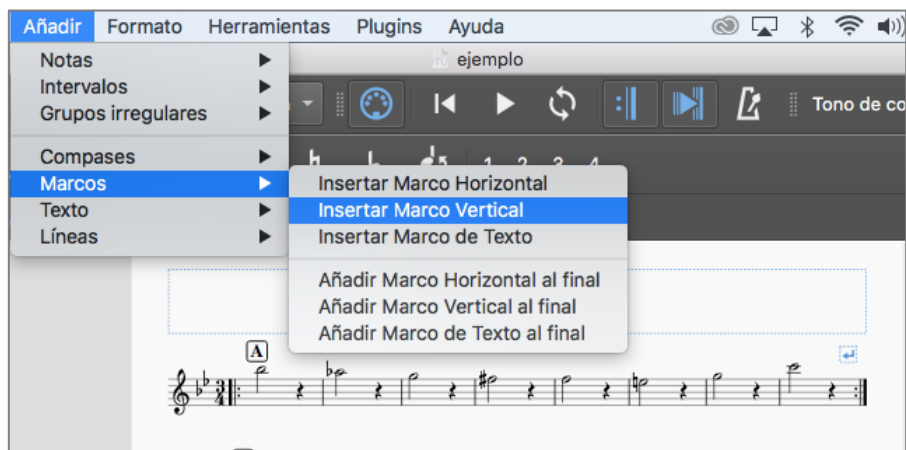 Añadir Formato Herramientas Plugins Ayuda
ejemplo
Notas
Intervalos
Grupos irregulares
Tono de co
Compases
1 2 3 4
Marcos
Insertar Marco Horizontal
Texto
Insertar Marco Vertical
Líneas
Insertar Marco de Texto
Añadir Marco Horizontal al final
Añadir Marco Vertical al final
Añadir Marco de Texto al final
A
3
4